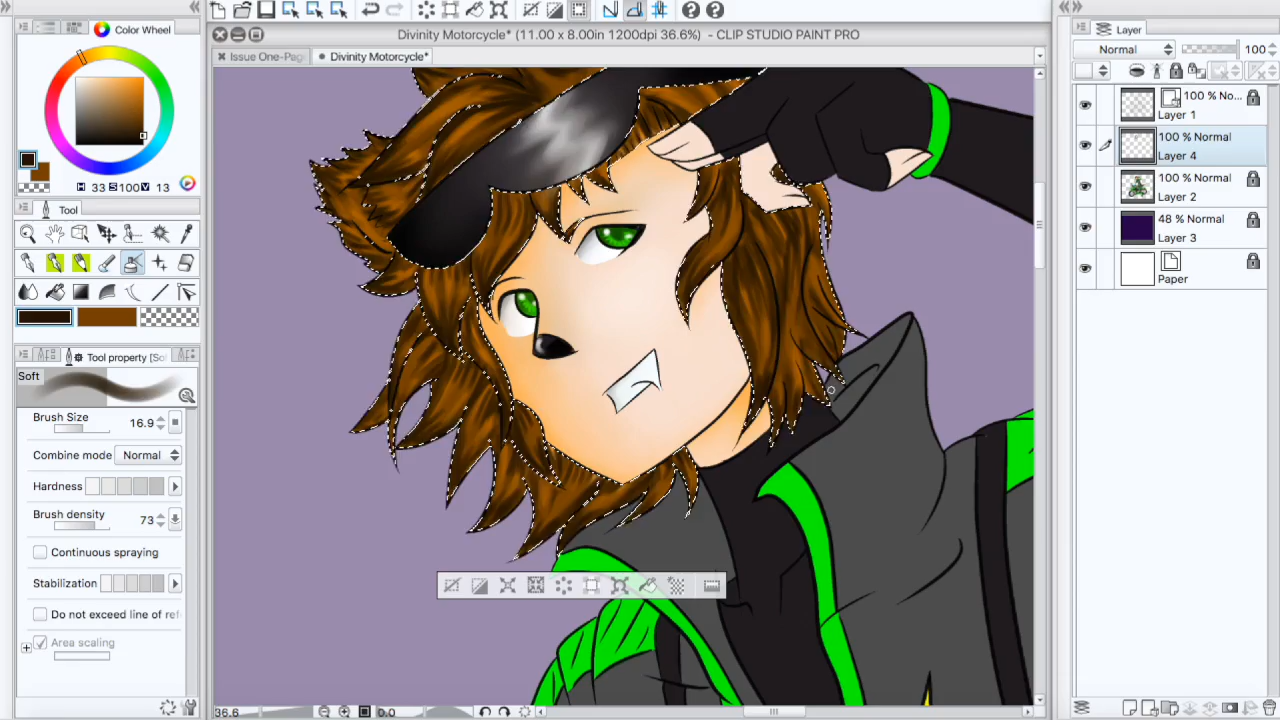 Color Wheel
H 33 S 100 V 13
Tool
Tool property [So
Soft
Brush Size 16.9
Combine mode Normal
Hardness
Brush density 73
Continuous spraying
Stabilization
Do not exceed line of ref
Area scaling
DivinityMotorcycle* (11.00 x 8.00in 1200dpi 36.6%) - CLIP STUDIO PAINT PRO
Issue One-Pag
Divinity Motorcycle*
36.6
0.0
Layer
Normal 100
100 % No...
Layer 1
100 % Normal
Layer 4
100 % Normal
Layer 2
48 % Normal
Layer 3
Paper